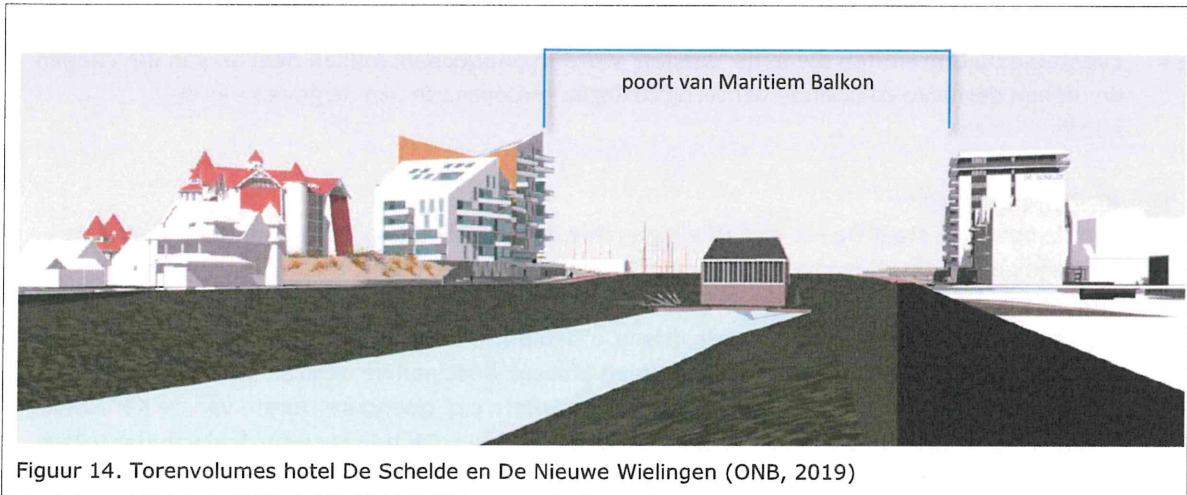 poort van Maritiem Balkon
Figuur 14. Torenvolumes hotel De Schelde en De Nieuwe Wielingen (ONB, 2019)